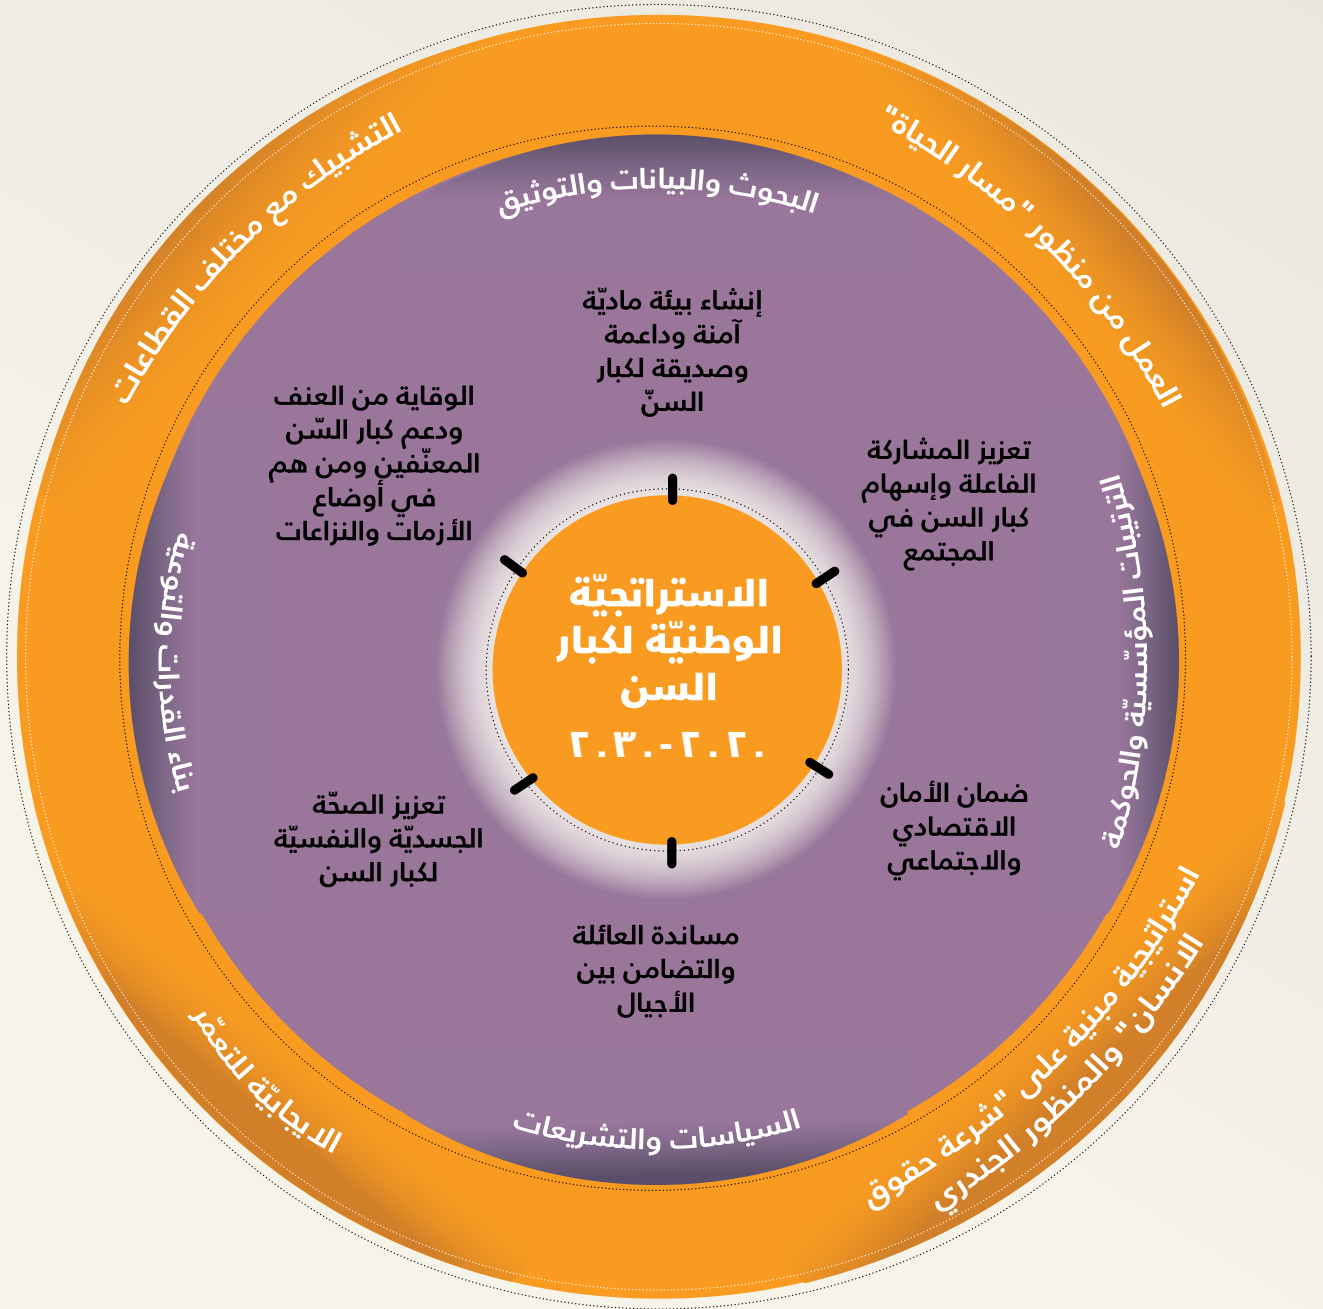 التشبيك مع مختلف القطاعات
العمل من منظور "مسار الحياة"
البحوث والبيانات والتوثيق
إنشاء بيئة ماديّة
آمنة وداعمة
وصديقة لكبار
السنّ
تعزيز المشاركة
الفاعلة وإسهام
كبار السن في
المجتمع
الوقاية من العنف
ودعم كبار السّن
المعنّفين ومن هم
في أوضاع
الأزمات والنزاعات
الترتيبات المؤسّسيّة والحوكمة
بناء القدرات والتوعية
الاستراتجيّة
الوطنيّة لكبار
السن
٢٠٣٠-٢٠٢٠
ضمان الأمان
الاقتصادي
والاجتماعي
تعزيز الصحّة
الجسديّة والنفسيّة
لكبار السن
مساندة العائلة
والتضامن بين
الأجيال
السياسات والتشريعات
استراتيجية مبنية على "شرعة حقوق
الانسان" والمنظور الجندري
الايجابيّة للتعمّر